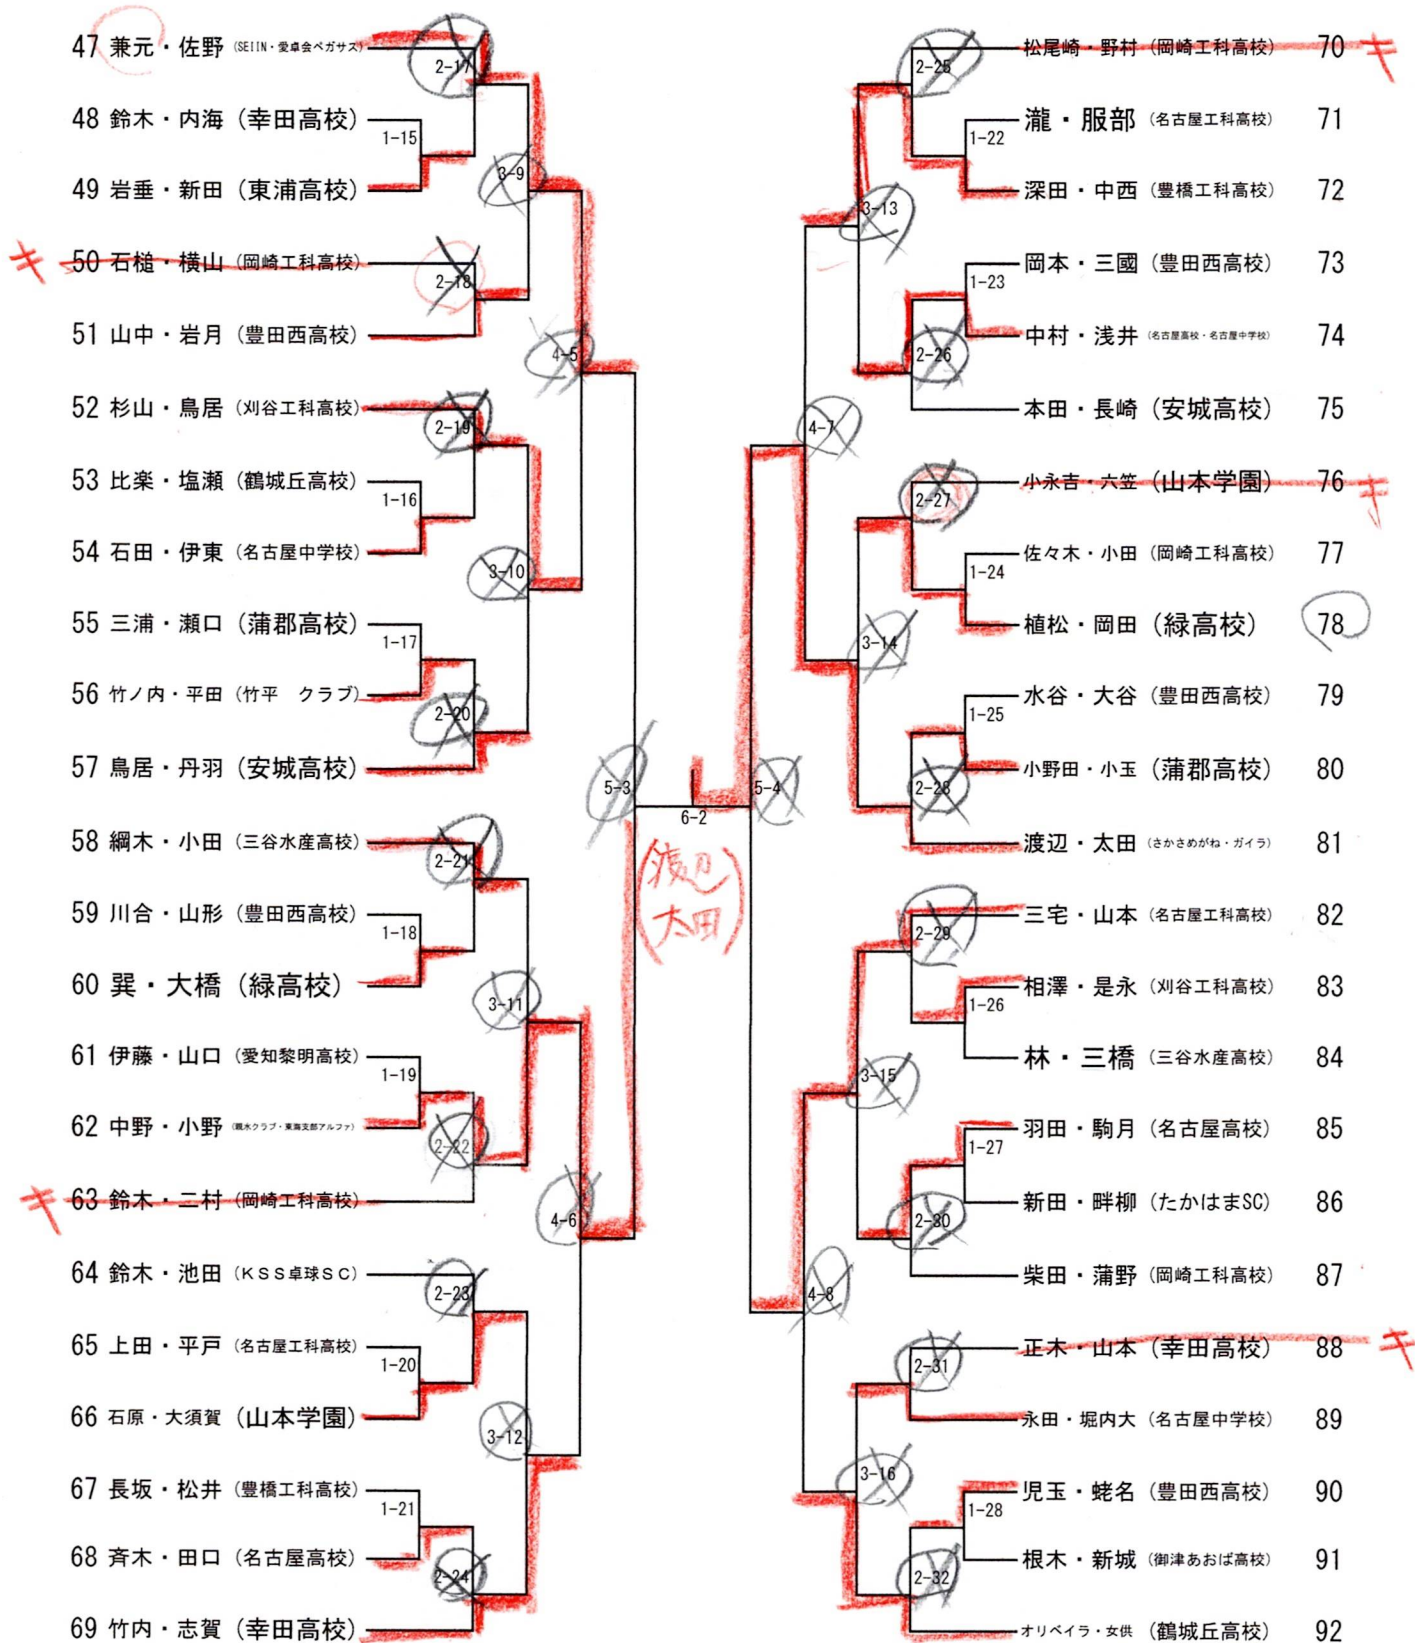 47 兼元・佐野 (SEIIN・愛卓会ペガサス)
48 鈴木・内海 (幸田高校)
49 岩垂・新田 (東浦高校)
キ 50 石槌・横山 (岡崎工科高校)
51 山中・岩月 (豊田西高校)
52 杉山・鳥居 (刈谷工科高校)
53 比楽・塩瀬 (鶴城丘高校)
54 石田・伊東 (名古屋中学校)
55 三浦・瀬口 (蒲郡高校)
56 竹ノ内・平田 (竹平 クラブ)
57 鳥居・丹羽 (安城高校)
58 綱木・小田 (三谷水産高校)
59 川合・山形 (豊田西高校)
60 巽・大橋 (緑高校)
61 伊藤・山口 (愛知黎明高校)
62 中野・小野 (親水クラブ・東海支部アルファ)
キ 63 鈴木・二村 (岡崎工科高校)
64 鈴木・池田 (KSS卓球SC)
65 上田・平戸 (名古屋工科高校)
66 石原・大須賀 (山本学園)
67 長坂・松井 (豊橋工科高校)
68 斉木・田口 (名古屋高校)
69 竹内・志賀 (幸田高校)
1-15
1-16
1-17
1-18
1-19
1-20
1-21
2-17
2-18
2-19
2-20
2-21
2-22
2-23
2-24
3-9
3-10
3-11
3-12
4-5
4-6
5-3
6-2
(渡辺
太田)
5-4
4-7
4-8
3-13
3-14
3-15
3-16
2-25
2-26
2-27
2-28
2-29
2-30
2-31
2-32
1-22
1-23
1-24
1-25
1-26
1-27
1-28
松尾崎・野村 (岡崎工科高校) 70 キ
瀧・服部 (名古屋工科高校) 71
深田・中西 (豊橋工科高校) 72
岡本・三國 (豊田西高校) 73
中村・浅井 (名古屋高校・名古屋中学校) 74
本田・長崎 (安城高校) 75
小永吉・六笠 (山本学園) 76 キ
佐々木・小田 (岡崎工科高校) 77
植松・岡田 (緑高校) 78
水谷・大谷 (豊田西高校) 79
小野田・小玉 (蒲郡高校) 80
渡辺・太田 (さかさめがね・ガイラ) 81
三宅・山本 (名古屋工科高校) 82
相澤・是永 (刈谷工科高校) 83
林・三橋 (三谷水産高校) 84
羽田・駒月 (名古屋高校) 85
新田・畔柳 (たかはまSC) 86
柴田・蒲野 (岡崎工科高校) 87
正木・山本 (幸田高校) 88 キ
永田・堀内大 (名古屋中学校) 89
児玉・蛯名 (豊田西高校) 90
根木・新城 (御津あおば高校) 91
オリベイラ・女供 (鶴城丘高校) 92